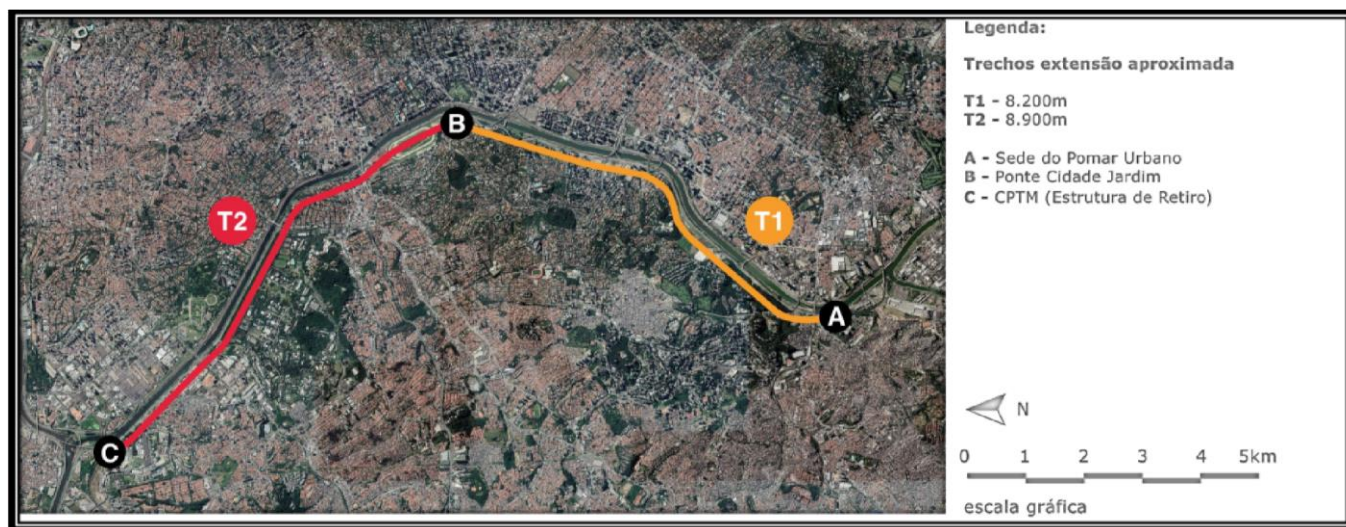 Legenda:
Trechos extensão aproximada
T1 - 8.200m
T2 - 8.900m
A - Sede do Pomar Urbano
B - Ponte Cidade Jardim
C - CPTM (Estrutura de Retiro)
B
T2
T1
A
C
N
0 1 2 3 4 5km
escala gráfica